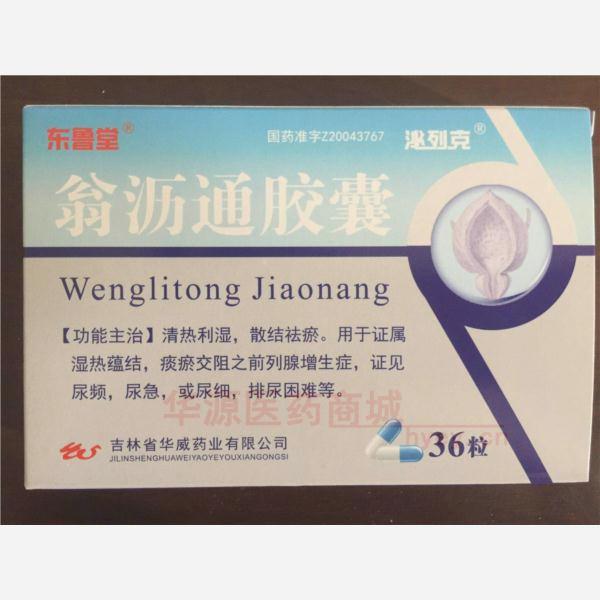 东鲁堂®
国药准字Z20043767
泌列克®
翁沥通胶囊
Wenglitong Jiaonang
【功能主治】清热利湿，散结祛瘀。用于证属
湿热蕴结，痰瘀交阻之前列腺增生症，证见
尿频，尿急，或尿细，排尿困难等。
华源医药商城
吉林省华威药业有限公司
JILINSHENGHUAWEIYAOYEYOUXIANGONGSI
36粒